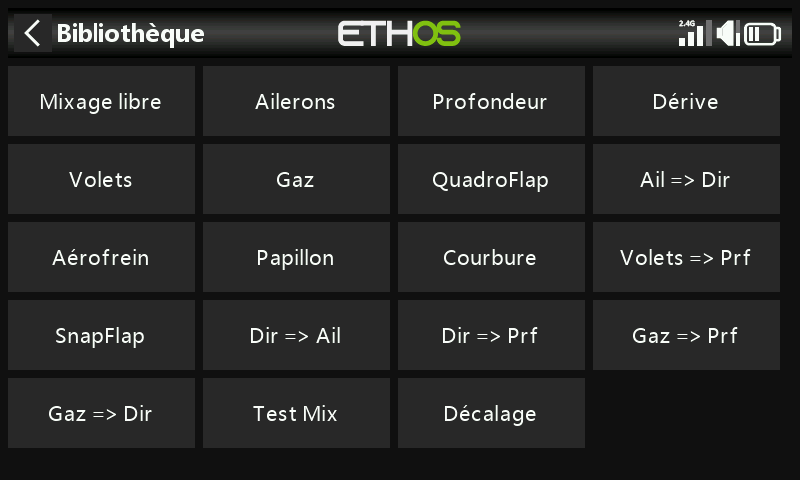 Bibliothèque
ETHOS
2.4G
Mixage libre
Ailerons
Profondeur
Dérive
Volets
Gaz
QuadroFlap
Ail => Dir
Aérofrein
Papillon
Courbure
Volets => Prf
SnapFlap
Dir => Ail
Dir => Prf
Gaz => Prf
Gaz => Dir
Test Mix
Décalage